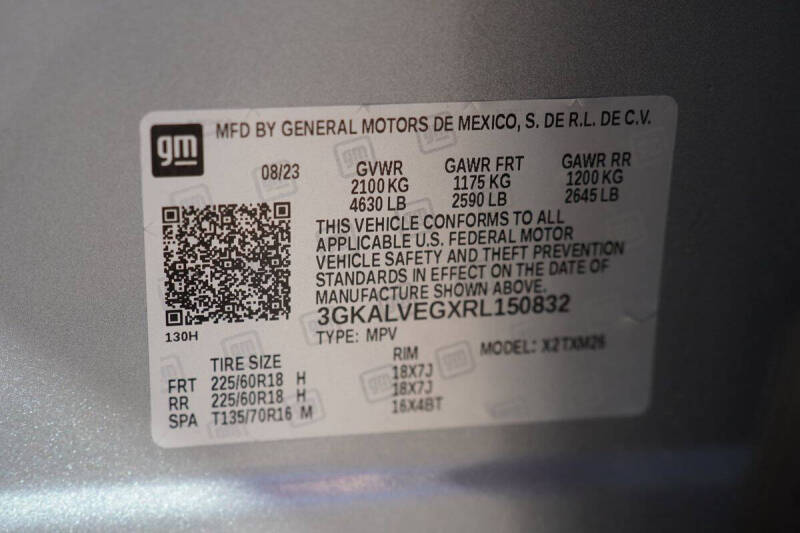 gm
MFD BY GENERAL MOTORS DE MEXICO, S. DE R.L. DE C.V.
08/23 GVWR GAWR FRT GAWR RR
2100 KG 1175 KG 1200 KG
4630 LB 2590 LB 2645 LB
THIS VEHICLE CONFORMS TO ALL
APPLICABLE U.S. FEDERAL MOTOR
VEHICLE SAFETY AND THEFT PREVENTION
STANDARDS IN EFFECT ON THE DATE OF
MANUFACTURE SHOWN ABOVE.
3GKALVEGXRL150832
130H
TYPE: MPV MODEL: X2TXM26
TIRE SIZE RIM
FRT 225/60R18 H 18X7J
RR 225/60R18 H 18X7J
SPA T135/70R16 M 16X4BT